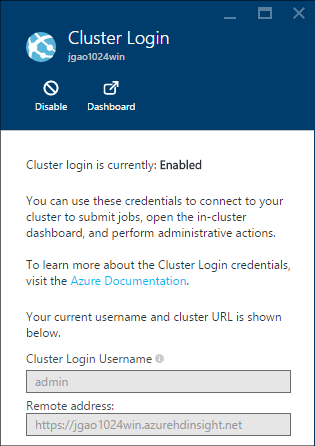 Cluster Login
jgao1024win
Disable Dashboard
Cluster login is currently: Enabled
You can use these credentials to connect to your
cluster to submit jobs, open the in-cluster
dashboard, and perform administrative actions.
To learn more about the Cluster Login credentials,
visit the Azure Documentation.
Your current username and cluster URL is shown
below.
Cluster Login Username
admin
Remote address:
https://jgao1024win.azurehdinsight.net